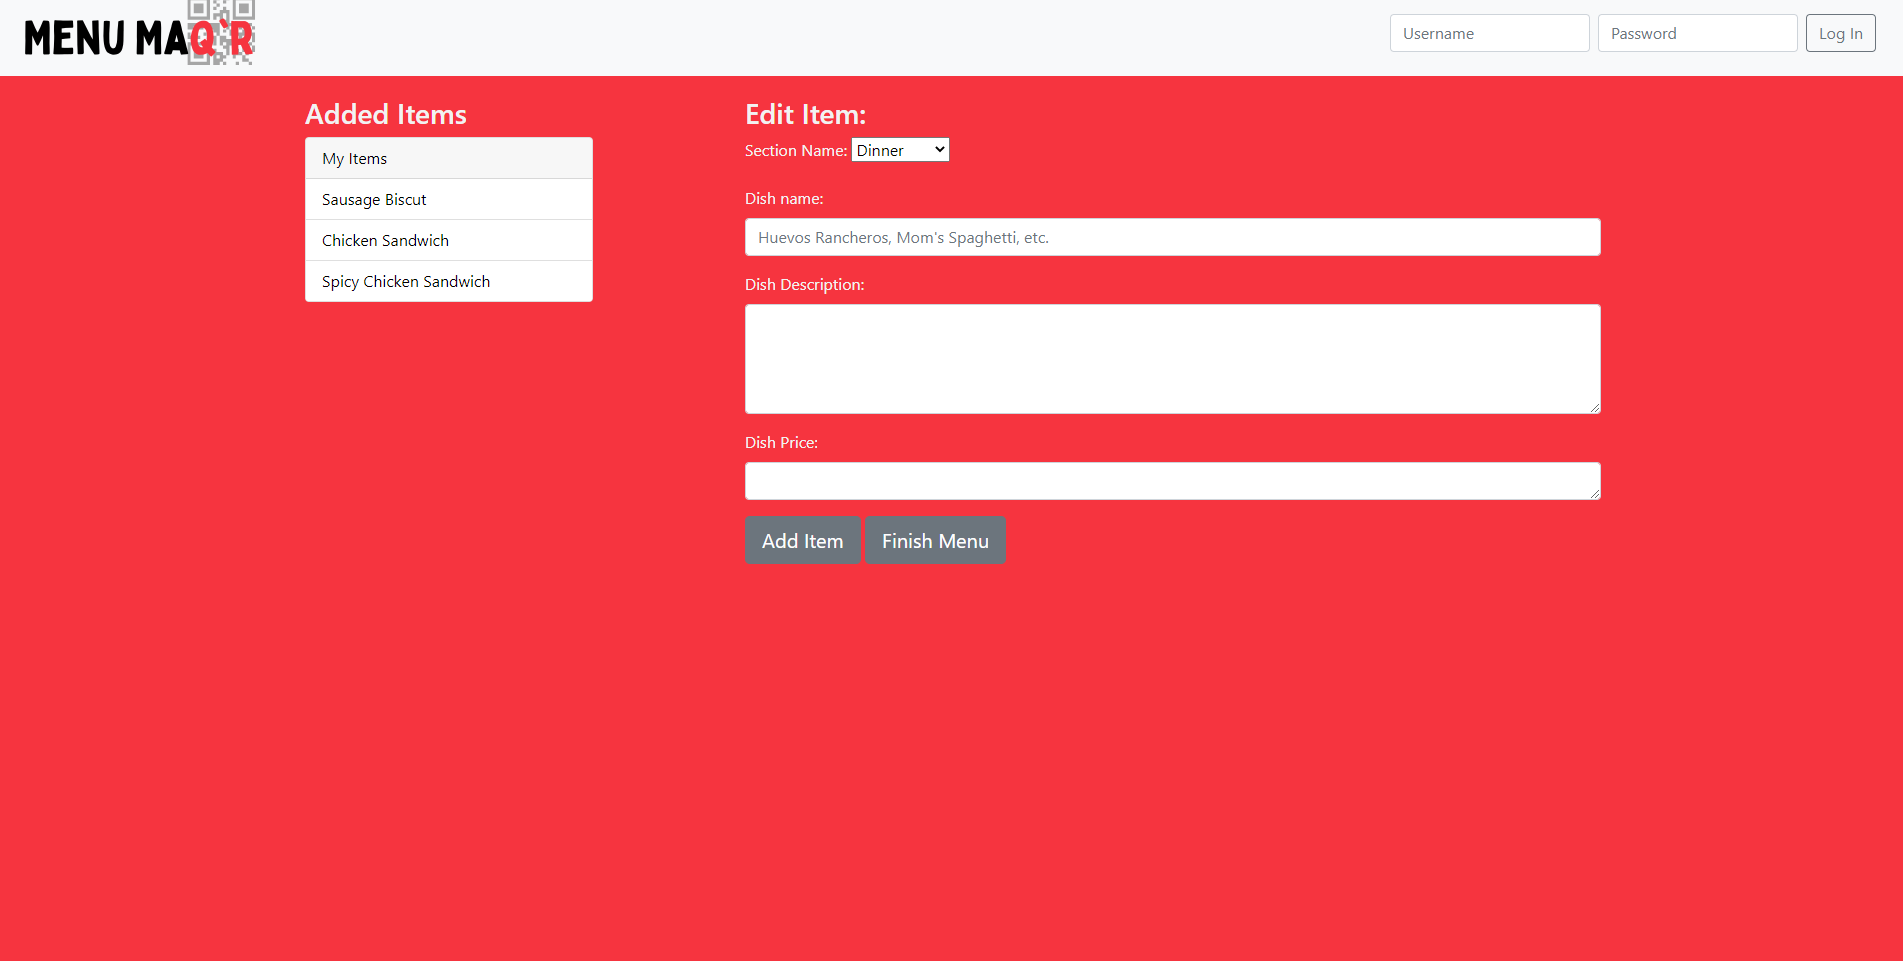 MENU MAQ'R
Username
Password
Log In
Added Items
My Items
Sausage Biscut
Chicken Sandwich
Spicy Chicken Sandwich
Edit Item:
Section Name: Dinner
Dish name:
Huevos Rancheros, Mom's Spaghetti, etc.
Dish Description:
Dish Price:
Add Item
Finish Menu